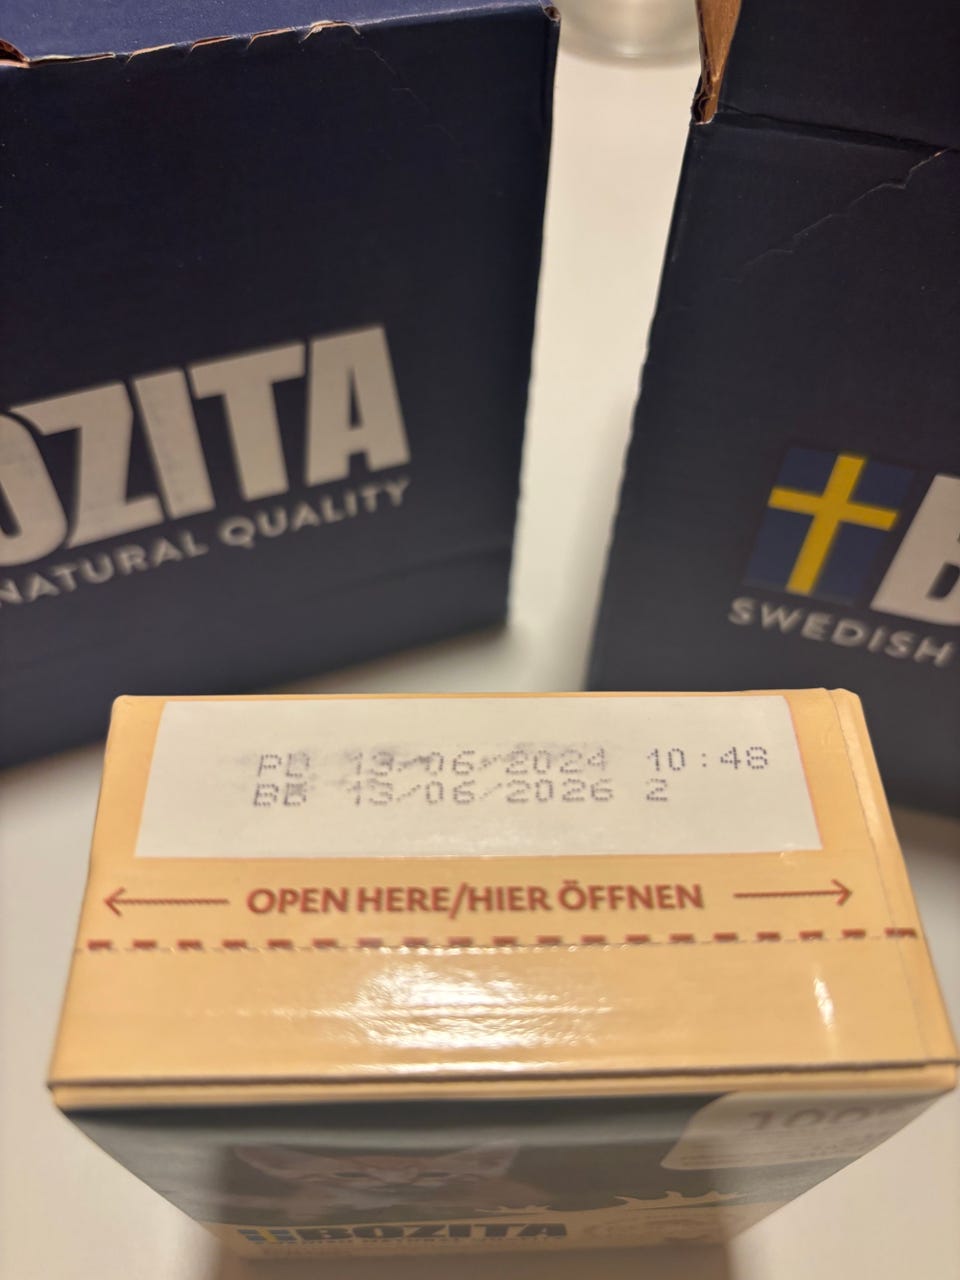 OZITA
NATURAL QUALITY
B
SWEDISH
PD 13/06/2024 10:48
BB 13/06/2026 2
OPEN HERE/HIER ÖFFNEN
100%
BOZITA